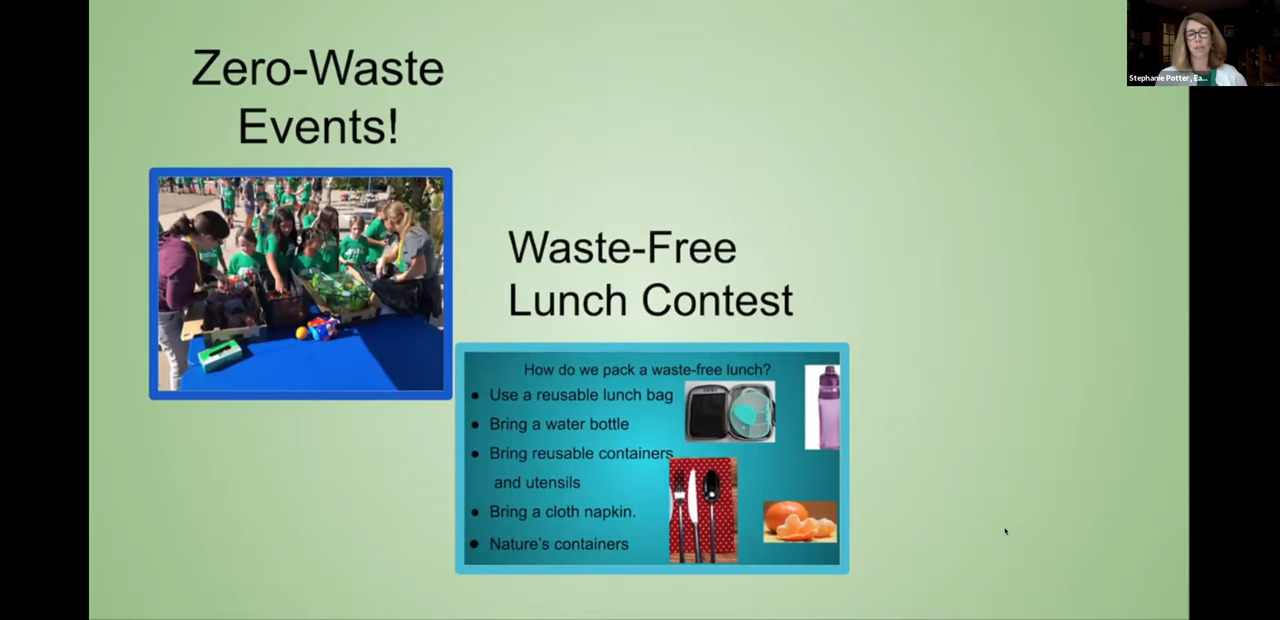 Zero-Waste
Events!
Stephanie Potter, Ea...
Waste-Free
Lunch Contest
How do we pack a waste-free lunch?
● Use a reusable lunch bag
● Bring a water bottle
● Bring reusable containers
and utensils
● Bring a cloth napkin.
● Nature's containers